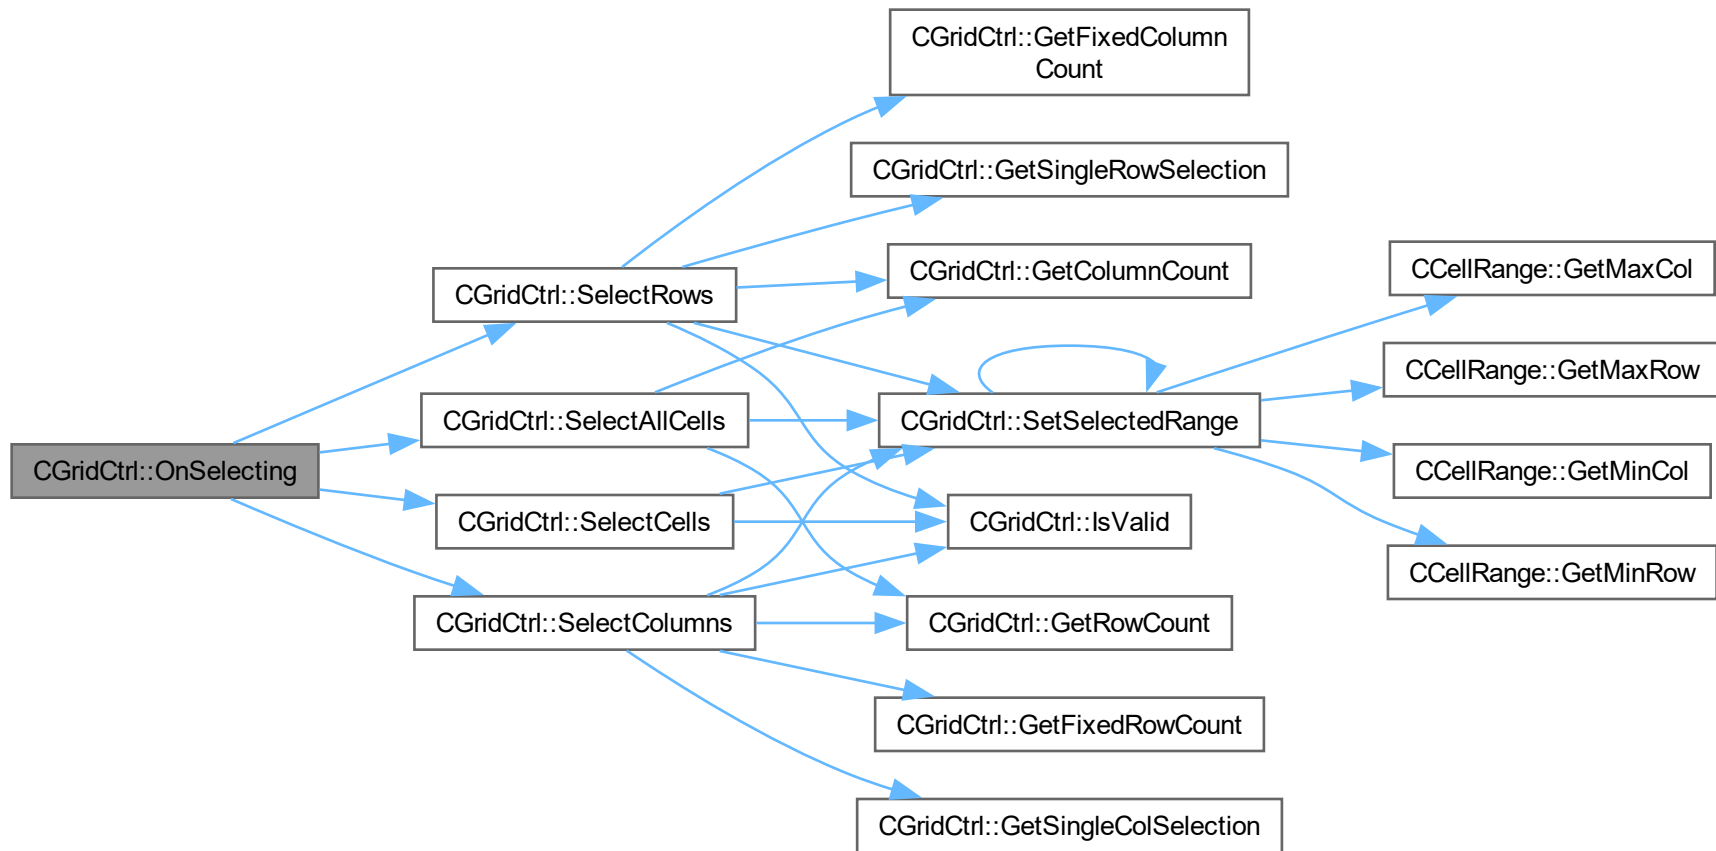 CGridCtrl::OnSelecting
CGridCtrl::SelectRows
CGridCtrl::SelectAllCells
CGridCtrl::SelectCells
CGridCtrl::SelectColumns
CGridCtrl::GetFixedColumn
Count
CGridCtrl::GetSingleRowSelection
CGridCtrl::GetColumnCount
CGridCtrl::SetSelectedRange
CGridCtrl::IsValid
CGridCtrl::GetRowCount
CGridCtrl::GetFixedRowCount
CGridCtrl::GetSingleColSelection
CCellRange::GetMaxCol
CCellRange::GetMaxRow
CCellRange::GetMinCol
CCellRange::GetMinRow